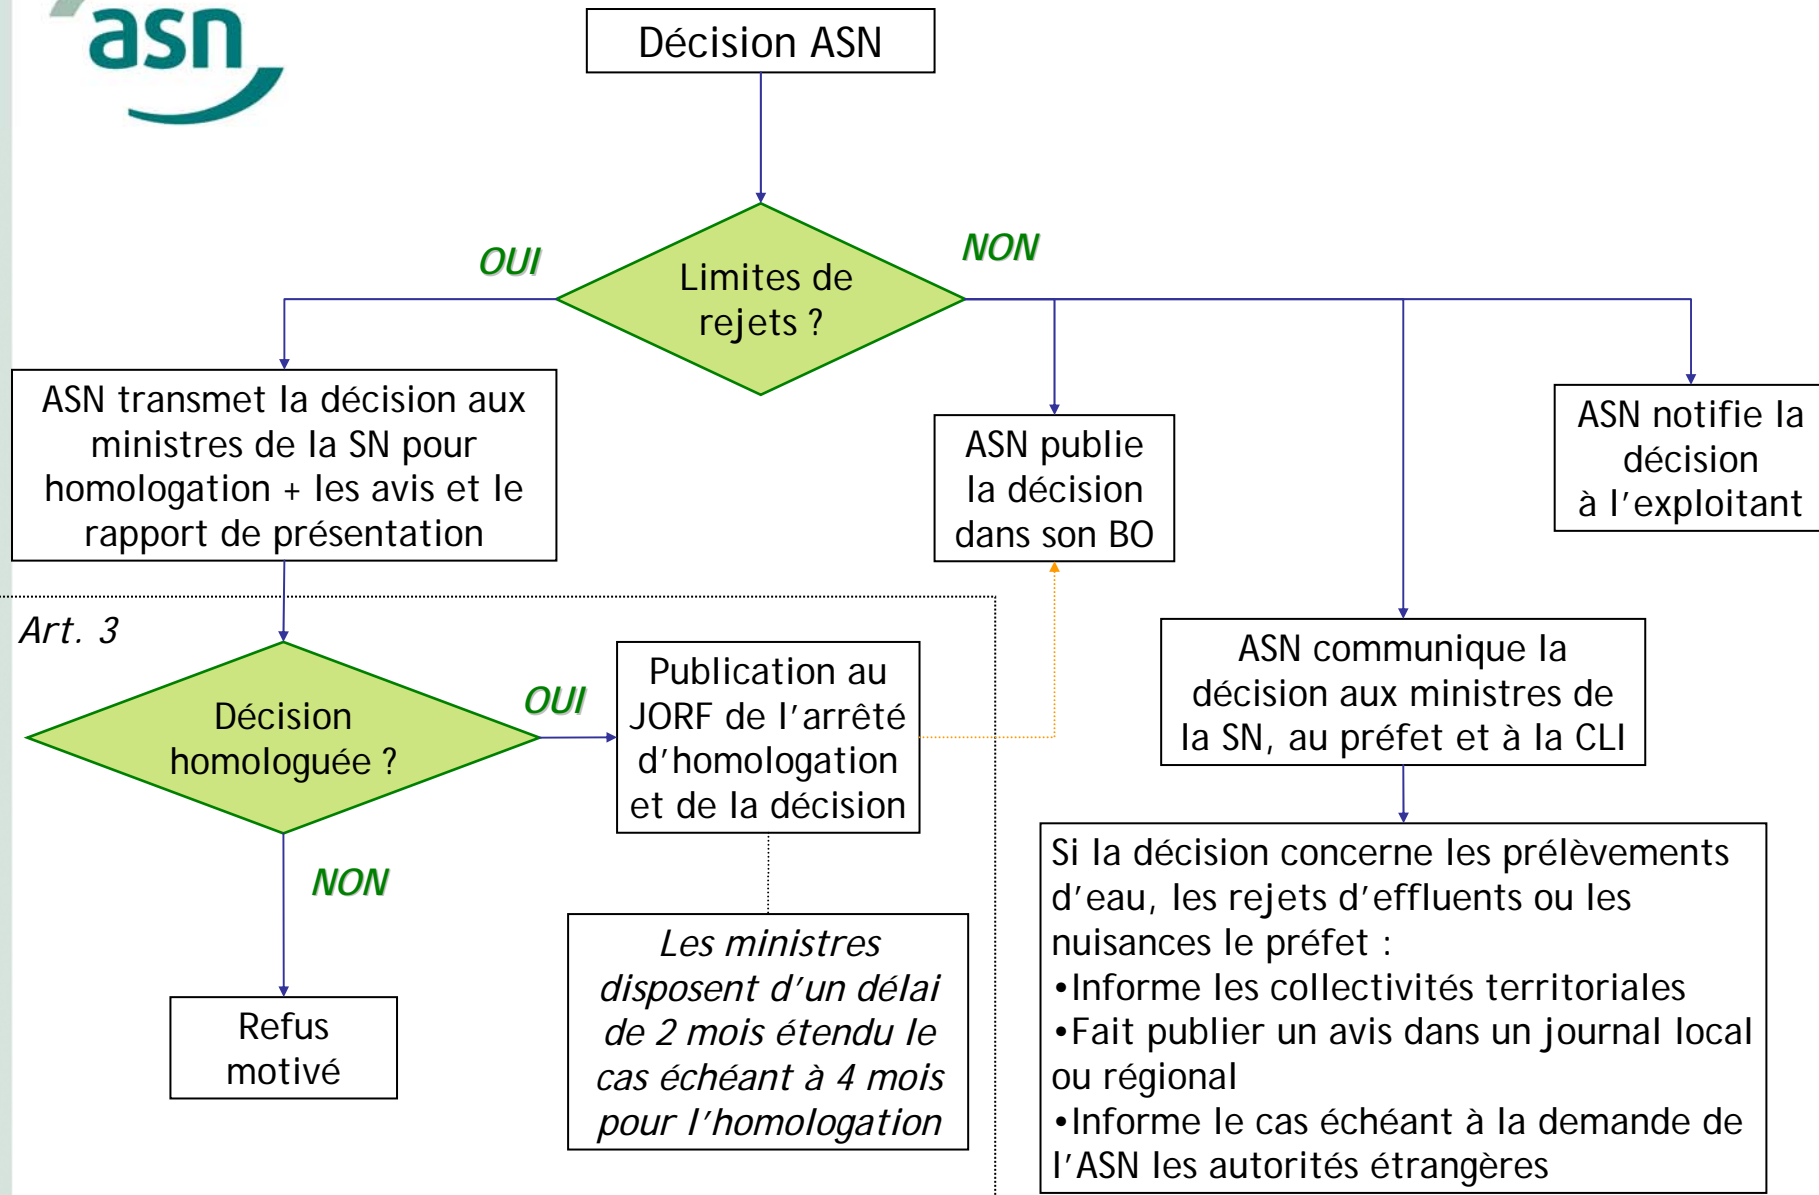 asn
Décision ASN
OUI
NON
Limites de
rejets ?
ASN transmet la décision aux
ministres de la SN pour
homologation + les avis et le
rapport de présentation
ASN publie
la décision
dans son BO
ASN notifie la
décision
à l’exploitant
Art. 3
Décision
homologuée ?
OUI
Publication au
JORF de l’arrêté
d’homologation
et de la décision
ASN communique la
décision aux ministres de
la SN, au préfet et à la CLI
NON
Refus
motivé
Les ministres
disposent d’un délai
de 2 mois étendu le
cas échéant à 4 mois
pour l’homologation
Si la décision concerne les prélèvements
d’eau, les rejets d’effluents ou les
nuisances le préfet :
•Informe les collectivités territoriales
•Fait publier un avis dans un journal local
ou régional
•Informe le cas échéant à la demande de
l’ASN les autorités étrangères